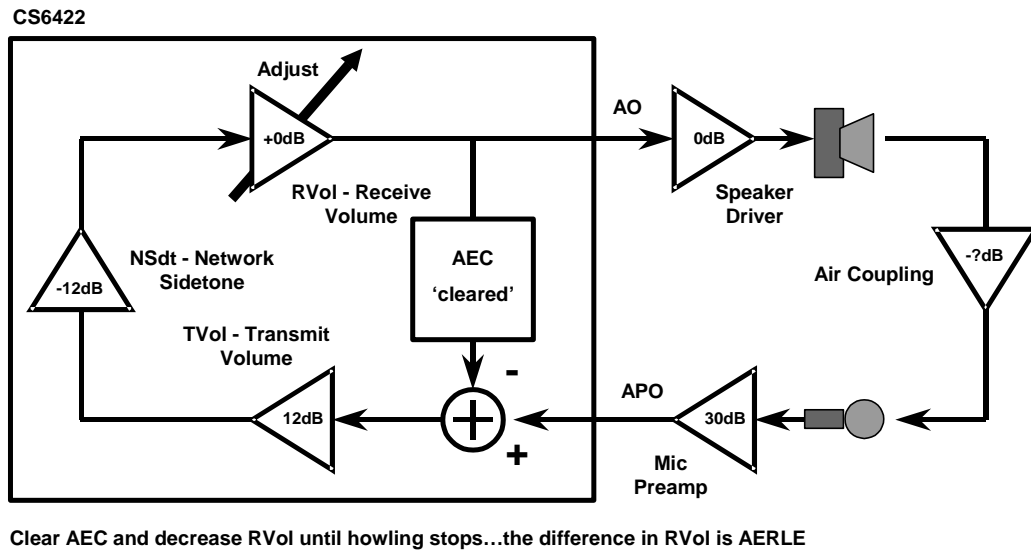 CS6422
Adjust
+0dB
RVol - Receive
Volume
AO
0dB
Speaker
Driver
-?dB
Air Coupling
AEC
‘cleared’
-12dB
NSdt - Network
Sidetone
TVol - Transmit
Volume
12dB
-
+
APO
30dB
Mic
Preamp
Clear AEC and decrease RVol until howling stops…the difference in RVol is AERLE